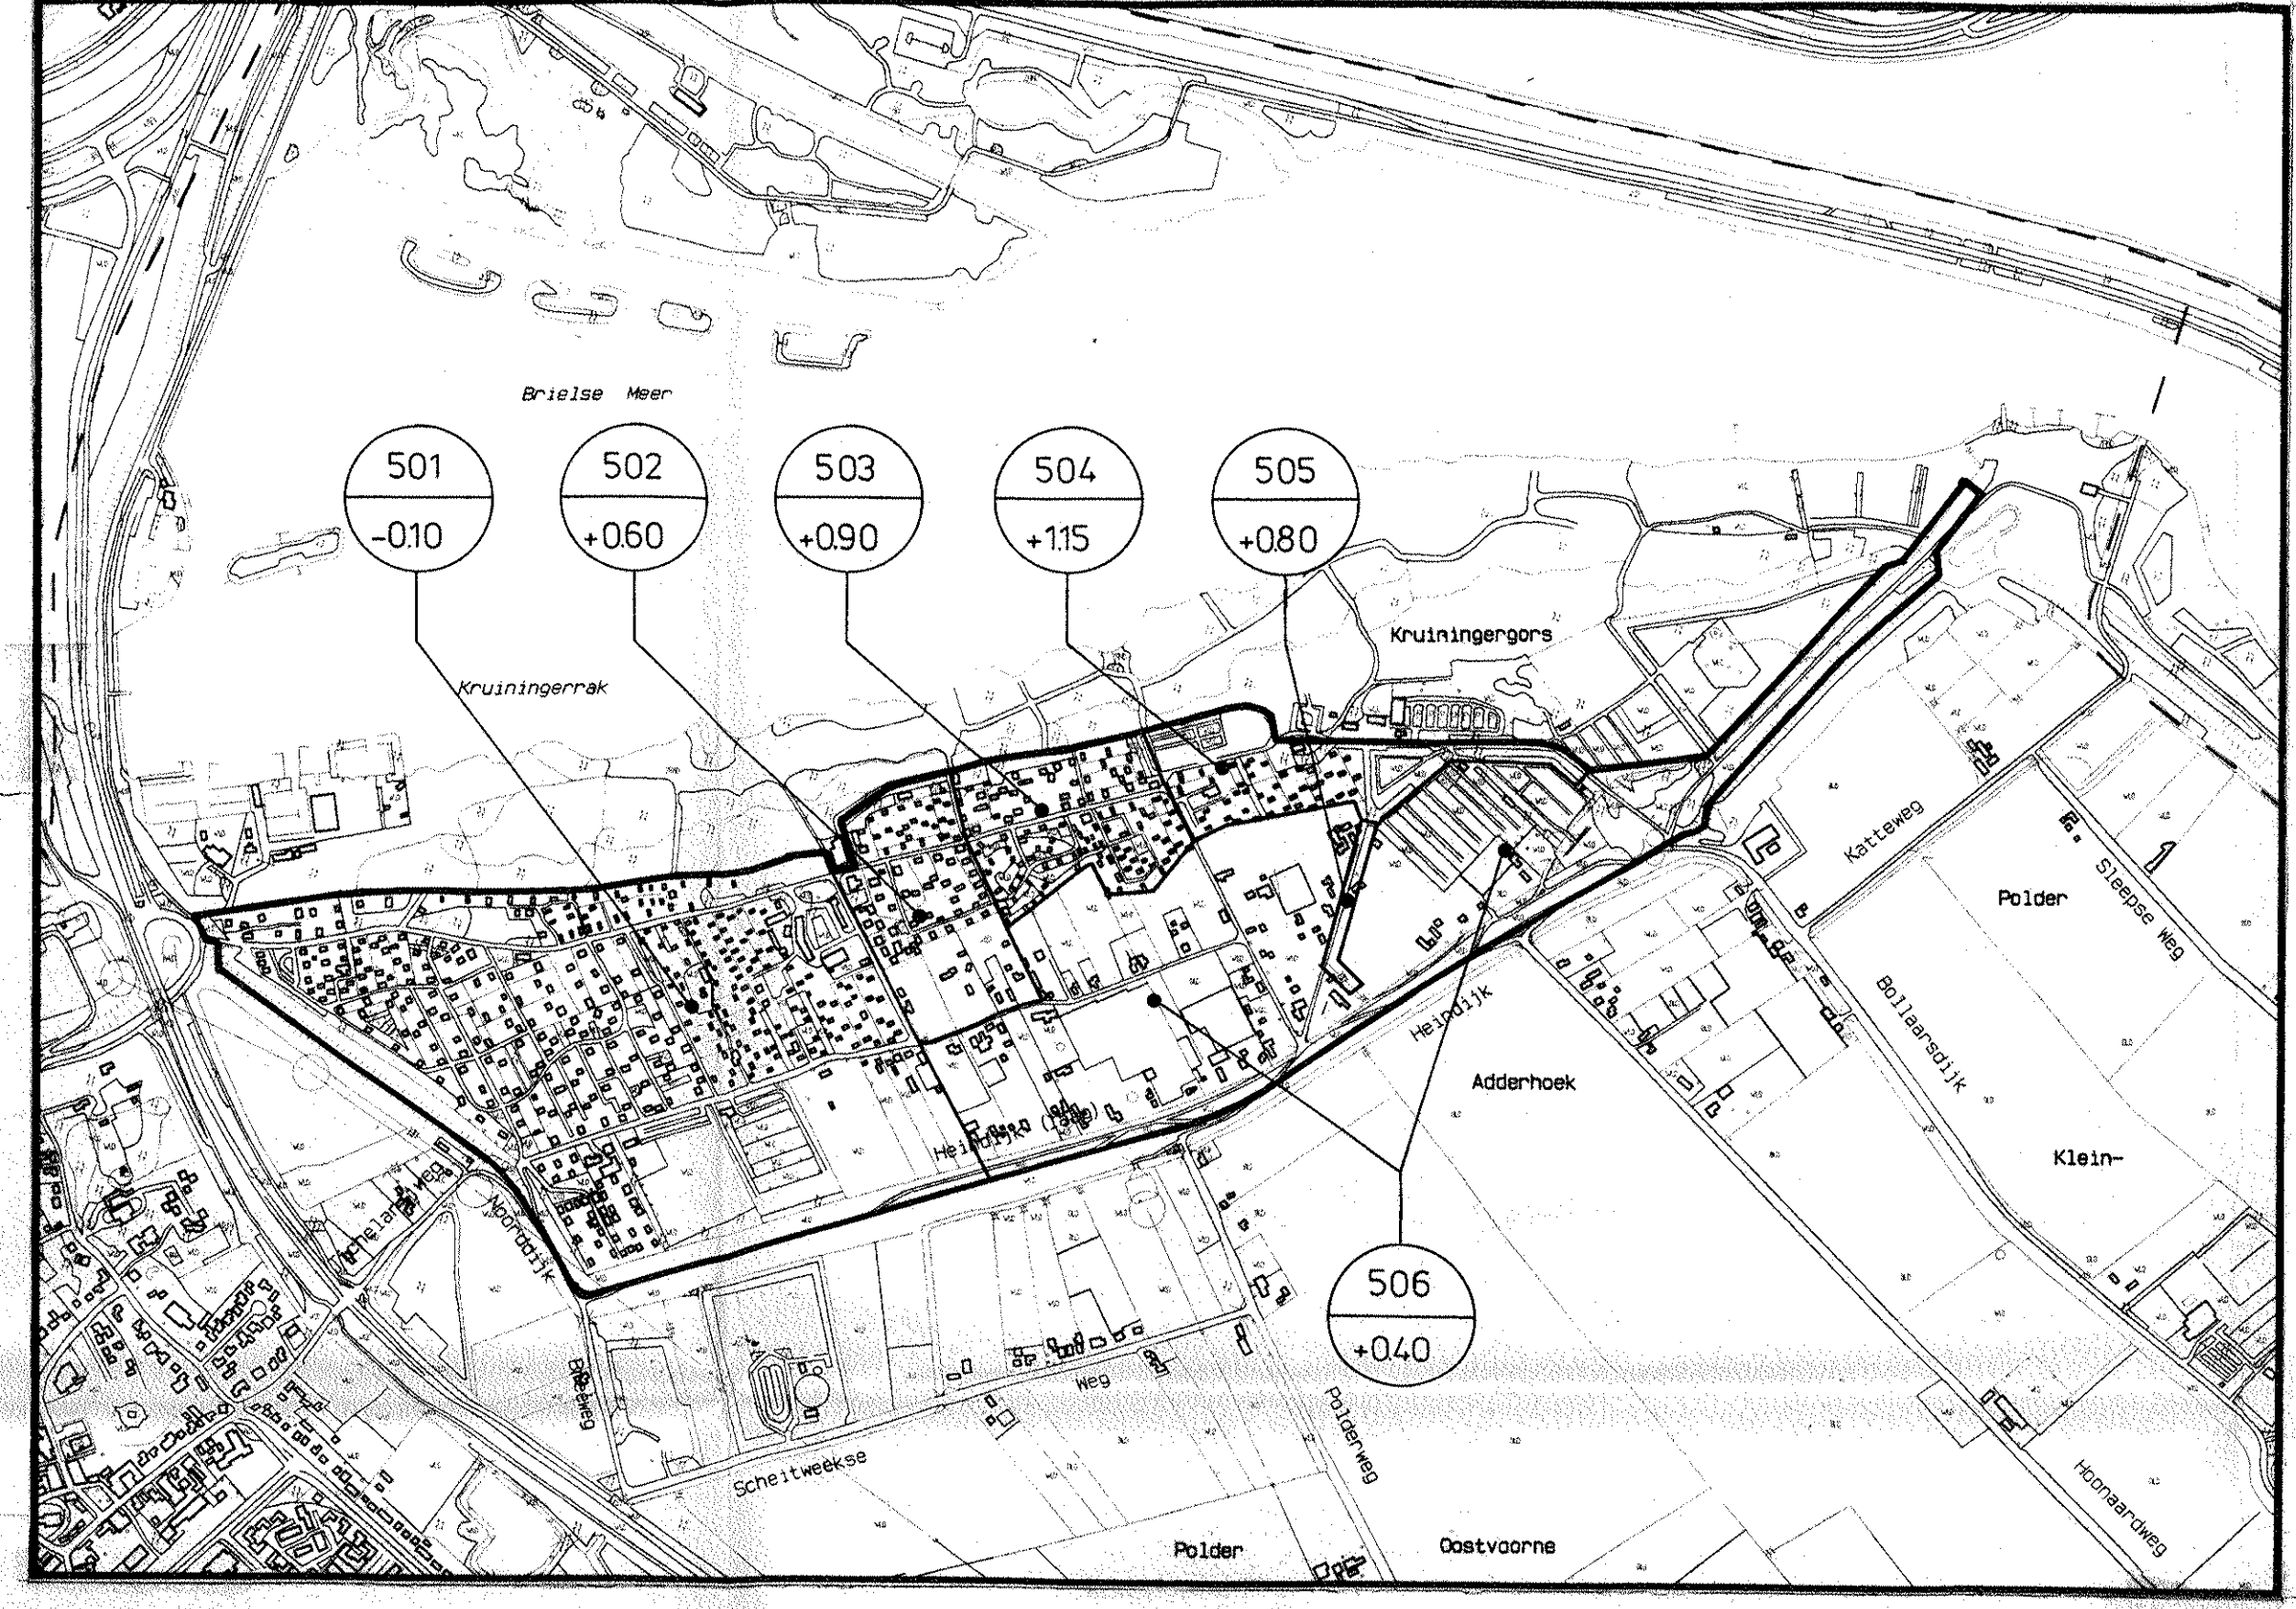 Brielse Meer
501
-0.10
502
+0.60
503
+0.90
504
+1.15
505
+0.80
Kruiningergors
Kruiningerrak
Katteweg
Sleepse Weg
Polder
Bollaarsdijk
Heindijk
Adderhoek
Heindijk (laag)
Klein-
Noorddijk
506
+0.40
Weg
Scheitweekse
Polderweg
Hoonaardweg
Polder
Oostvoorne